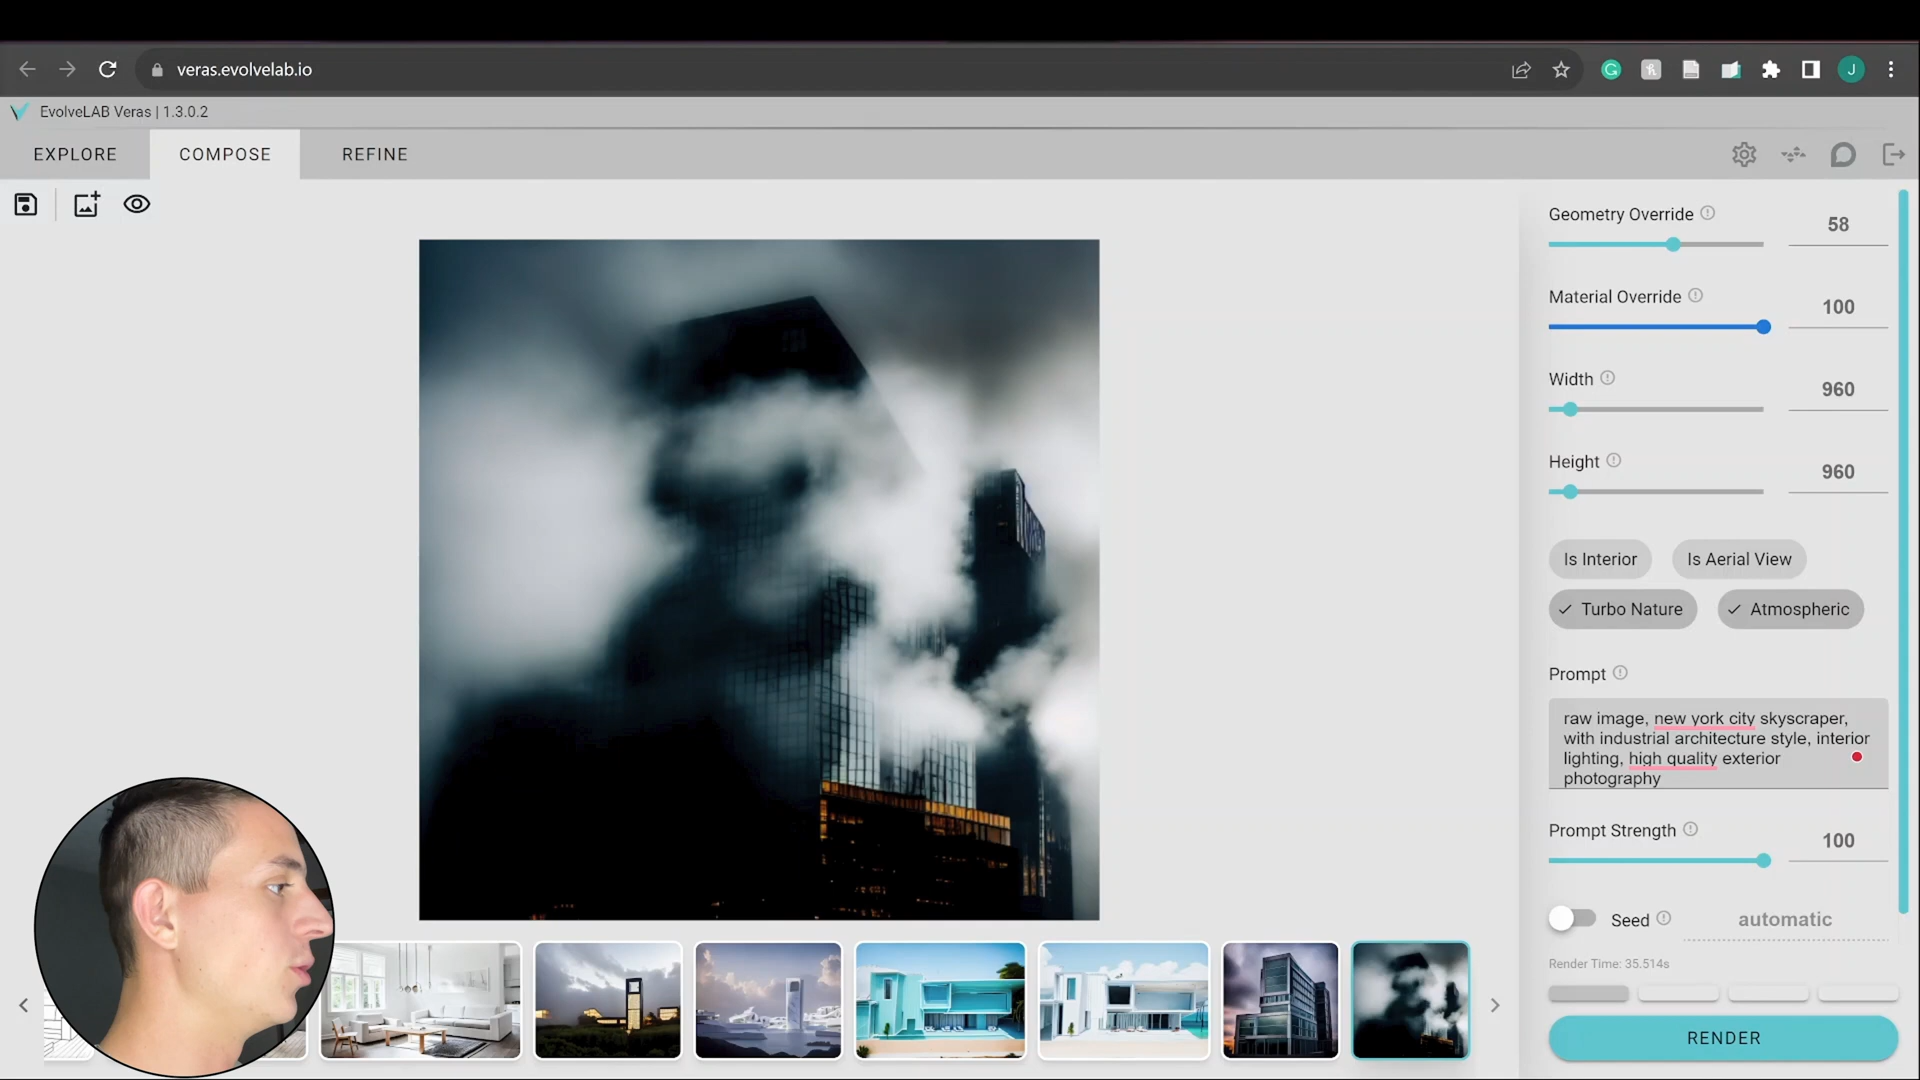 veras.evolvelab.io
J
EvolveLAB Veras | 1.3.0.2
EXPLORE
COMPOSE
REFINE
Geometry Override
58
Material Override
100
Width
960
Height
960
Is Interior
Is Aerial View
Turbo Nature
Atmospheric
Prompt
raw image, new york city skyscraper,
with industrial architecture style, interior
lighting, high quality exterior
photography
Prompt Strength
100
Seed
automatic
Render Time: 35.514s
RENDER